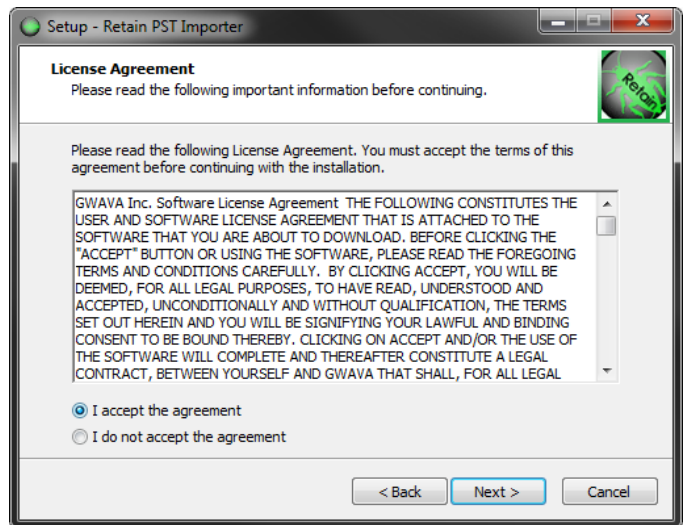 Setup - Retain PST Importer
License Agreement
Please read the following important information before continuing.
Retain
Please read the following License Agreement. You must accept the terms of this
agreement before continuing with the installation.
GWAVA Inc. Software License Agreement  THE FOLLOWING CONSTITUTES THE
USER AND SOFTWARE LICENSE AGREEMENT THAT IS ATTACHED TO THE
SOFTWARE THAT YOU ARE ABOUT TO DOWNLOAD. BEFORE CLICKING THE
"ACCEPT" BUTTON OR USING THE SOFTWARE, PLEASE READ THE FOREGOING
TERMS AND CONDITIONS CAREFULLY.  BY CLICKING ACCEPT, YOU WILL BE
DEEMED, FOR ALL LEGAL PURPOSES, TO HAVE READ, UNDERSTOOD AND
ACCEPTED, UNCONDITIONALLY AND WITHOUT QUALIFICATION, THE TERMS
SET OUT HEREIN AND YOU WILL BE SIGNIFYING YOUR LAWFUL AND BINDING
CONSENT TO BE BOUND THEREBY. CLICKING ON ACCEPT AND/OR THE USE OF
THE SOFTWARE WILL COMPLETE AND THEREAFTER CONSTITUTE A LEGAL
CONTRACT, BETWEEN YOURSELF AND GWAVA THAT SHALL, FOR ALL LEGAL
I accept the agreement
I do not accept the agreement
< Back
Next >
Cancel